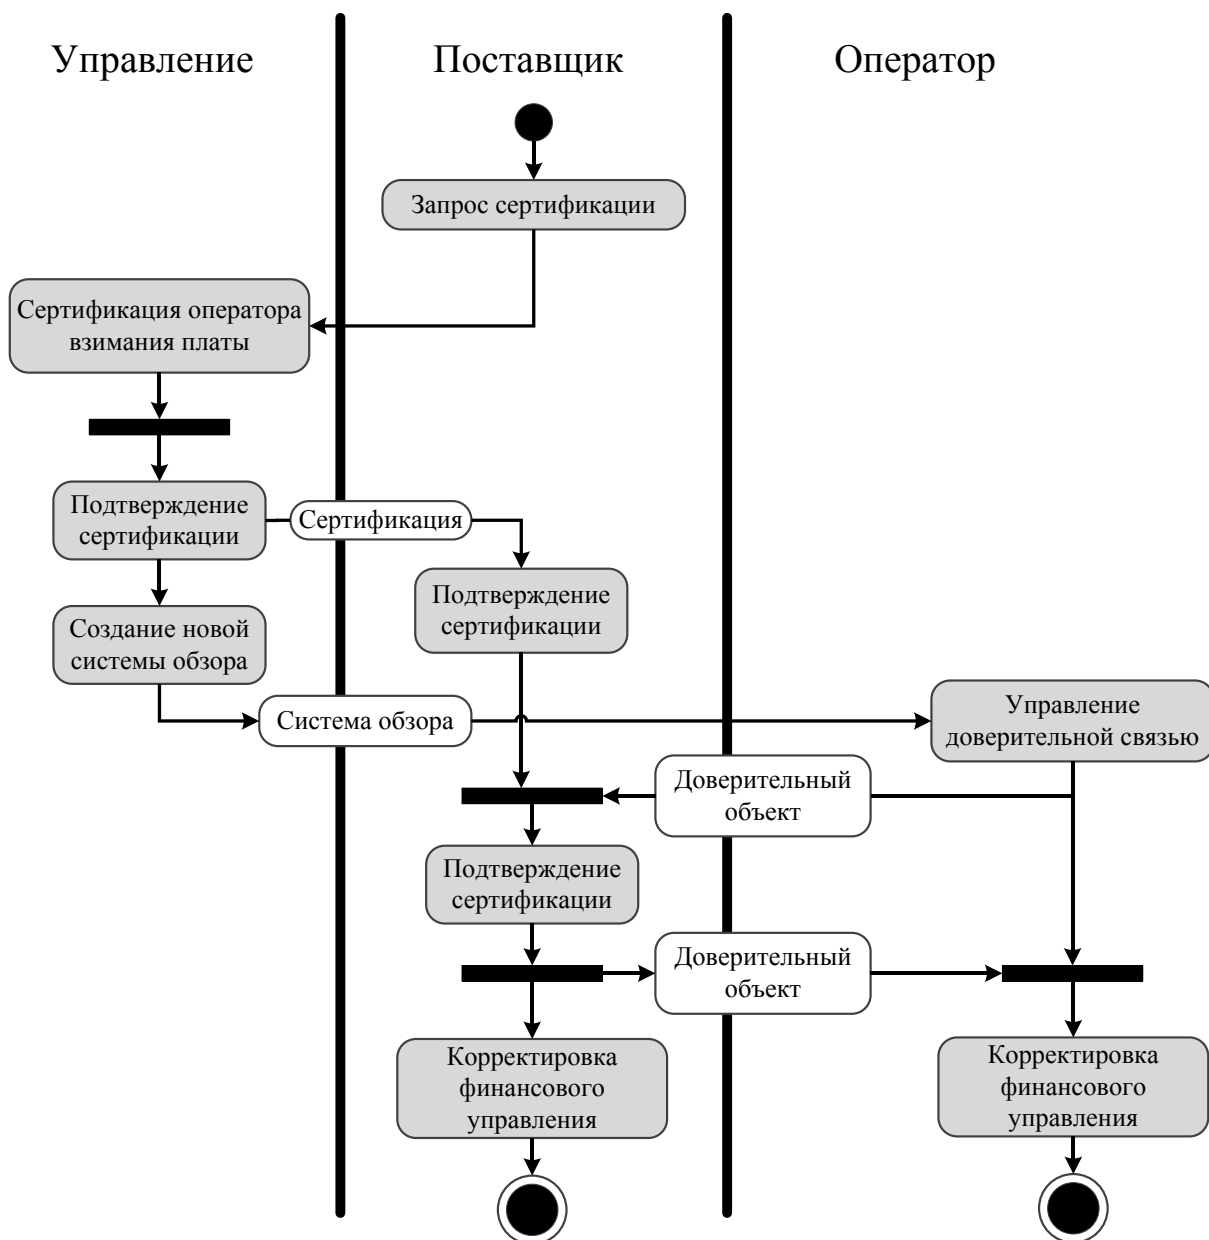 Управление
Поставщик
Оператор
Запрос сертификации
Сертификация оператора
взимания платы
Подтверждение
сертификации
Сертификация
Подтверждение
сертификации
Создание новой
системы обзора
Система обзора
Управление
доверительной связью
Доверительный
объект
Подтверждение
сертификации
Доверительный
объект
Корректировка
финансового
управления
Корректировка
финансового
управления